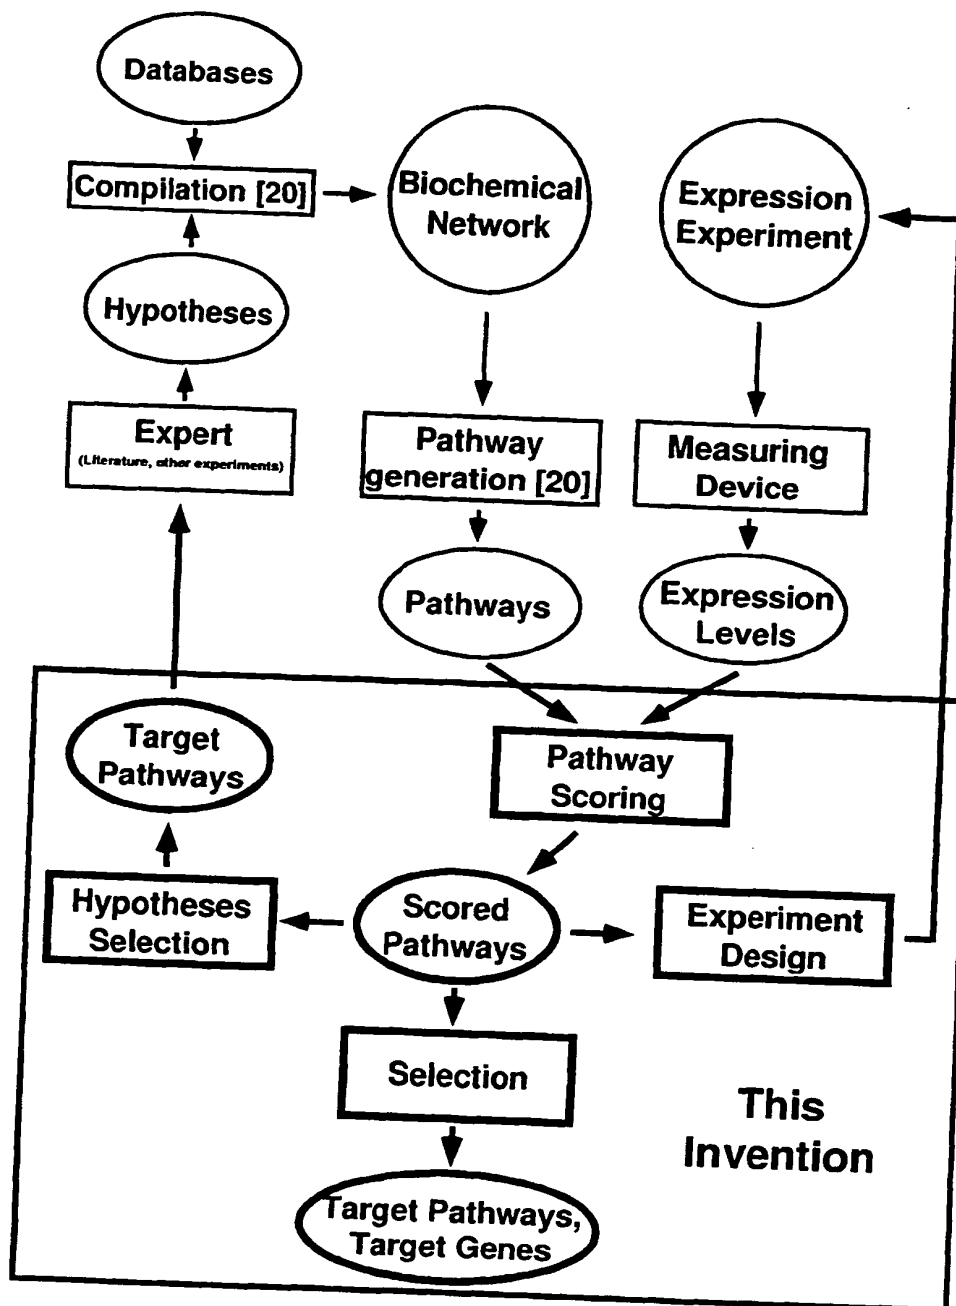 Databases
Compilation [20]
Biochemical
Network
Expression
Experiment
Hypotheses
Expert
(Literature, other experiments)
Pathway
generation [20]
Measuring
Device
Pathways
Expression
Levels
Target
Pathways
Pathway
Scoring
Hypotheses
Selection
Scored
Pathways
Experiment
Design
Selection
This
Invention
Target Pathways,
Target Genes